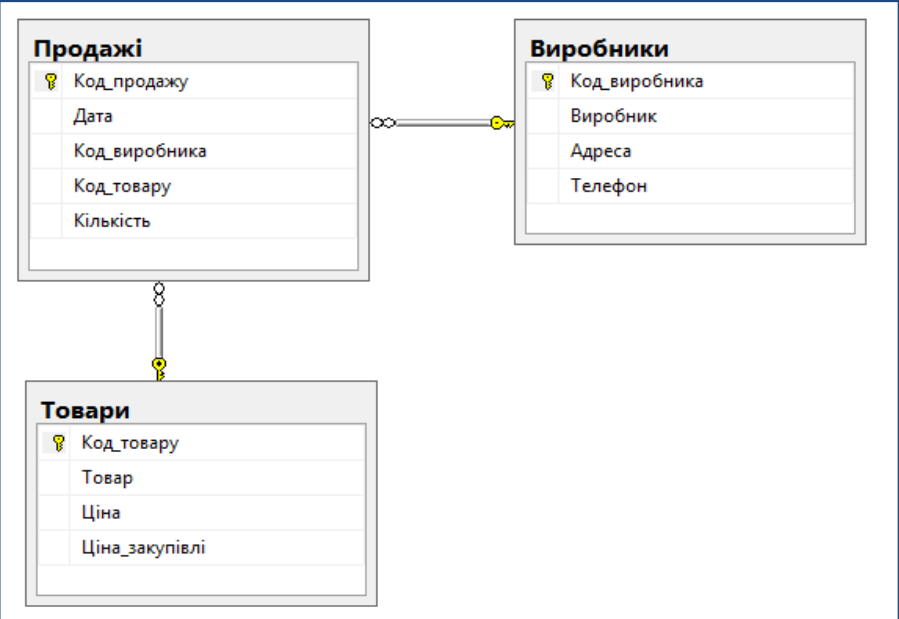 Продажі
Код_продажу
Дата
Код_виробника
Код_товару
Кількість
Виробники
Код_виробника
Виробник
Адреса
Телефон
Товари
Код_товару
Товар
Ціна
Ціна_закупівлі